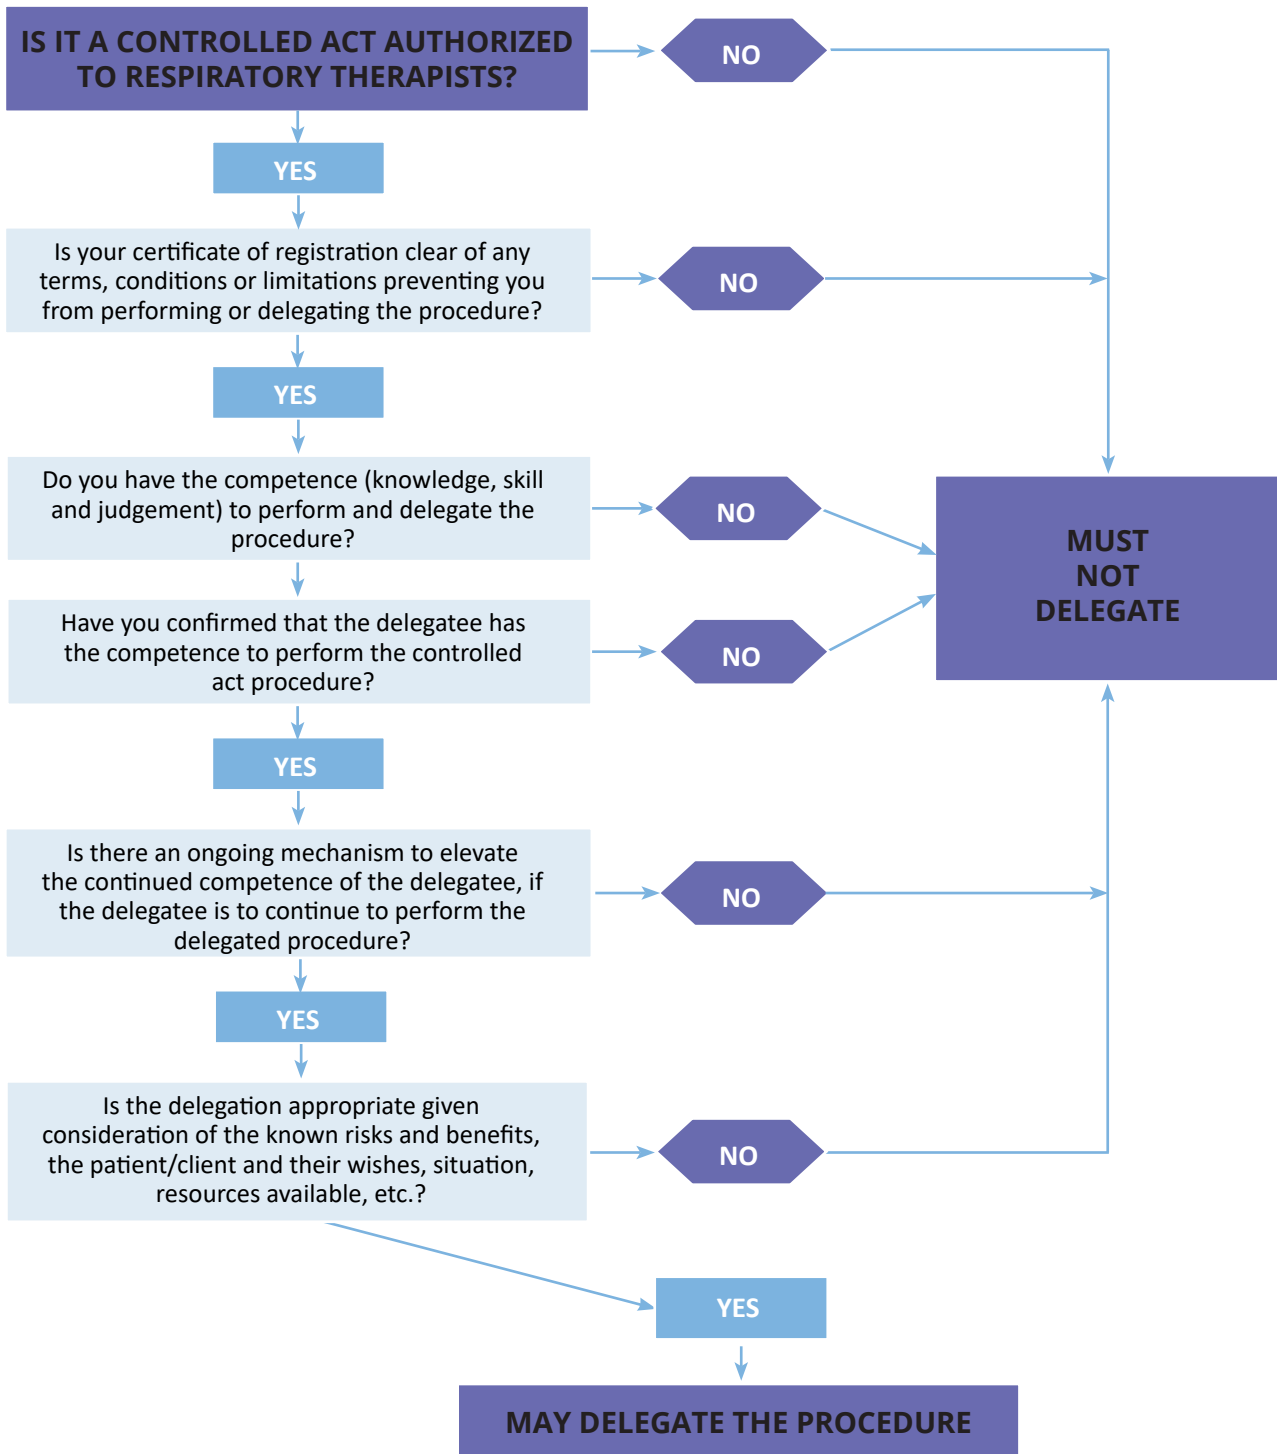 IS IT A CONTROLLED ACT AUTHORIZED
TO RESPIRATORY THERAPISTS?
NO
YES
Is your certificate of registration clear of any
terms, conditions or limitations preventing you
from performing or delegating the procedure?
NO
YES
Do you have the competence (knowledge, skill
and judgement) to perform and delegate the
procedure?
NO
MUST
NOT
DELEGATE
Have you confirmed that the delegatee has
the competence to perform the controlled
act procedure?
NO
YES
Is there an ongoing mechanism to elevate
the continued competence of the delegatee, if
the delegatee is to continue to perform the
delegated procedure?
NO
YES
Is the delegation appropriate given
consideration of the known risks and benefits,
the patient/client and their wishes, situation,
resources available, etc.?
NO
YES
MAY DELEGATE THE PROCEDURE